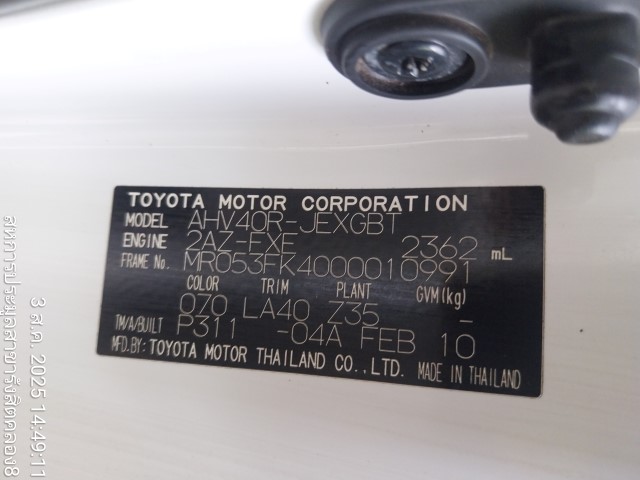 TOYOTA MOTOR CORPORATION
MODEL AHV40R-JEXGBT
ENGINE 2AZ-FXE 2362 mL
FRAME No. MR053FK4000010991
COLOR TRIM PLANT GVM(kg)
070 LA40 Z35 -
TM/A/BUILT P311 -04A FEB 10
MFD.BY: TOYOTA MOTOR THAILAND CO.,LTD. MADE IN THAILAND
3 ส.ค. 2025 14:49:11